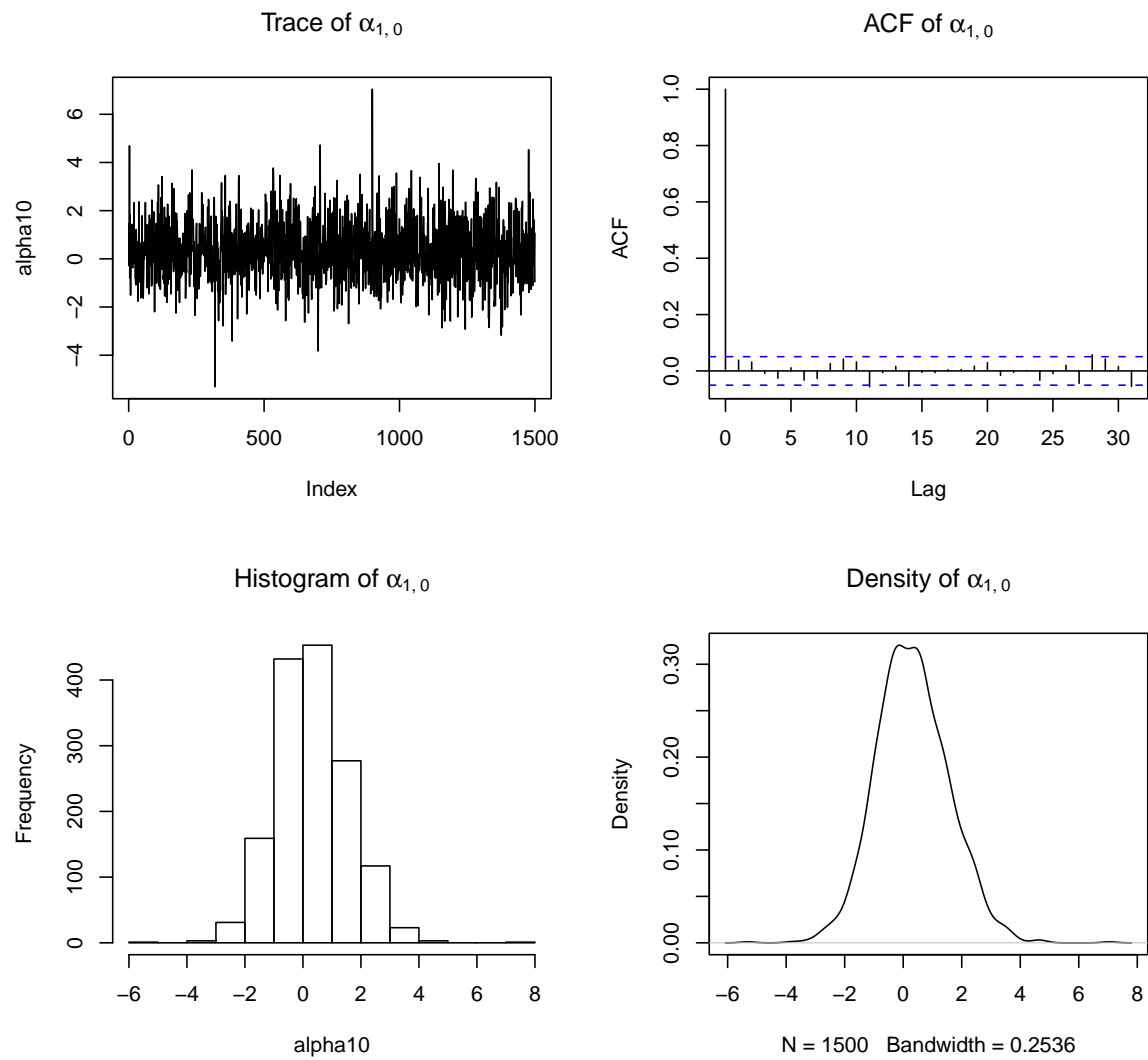 Trace of α1, 0
alpha10
6
4
2
0
−2
−4
0 500 1000 1500
Index
ACF of α1, 0
ACF
1.0
0.8
0.6
0.4
0.2
0.0
0 5 10 15 20 25 30
Lag
Histogram of α1, 0
Frequency
400
300
200
100
0
−6 −4 −2 0 2 4 6 8
alpha10
Density of α1, 0
Density
0.30
0.20
0.10
0.00
−6 −4 −2 0 2 4 6 8
N = 1500 Bandwidth = 0.2536